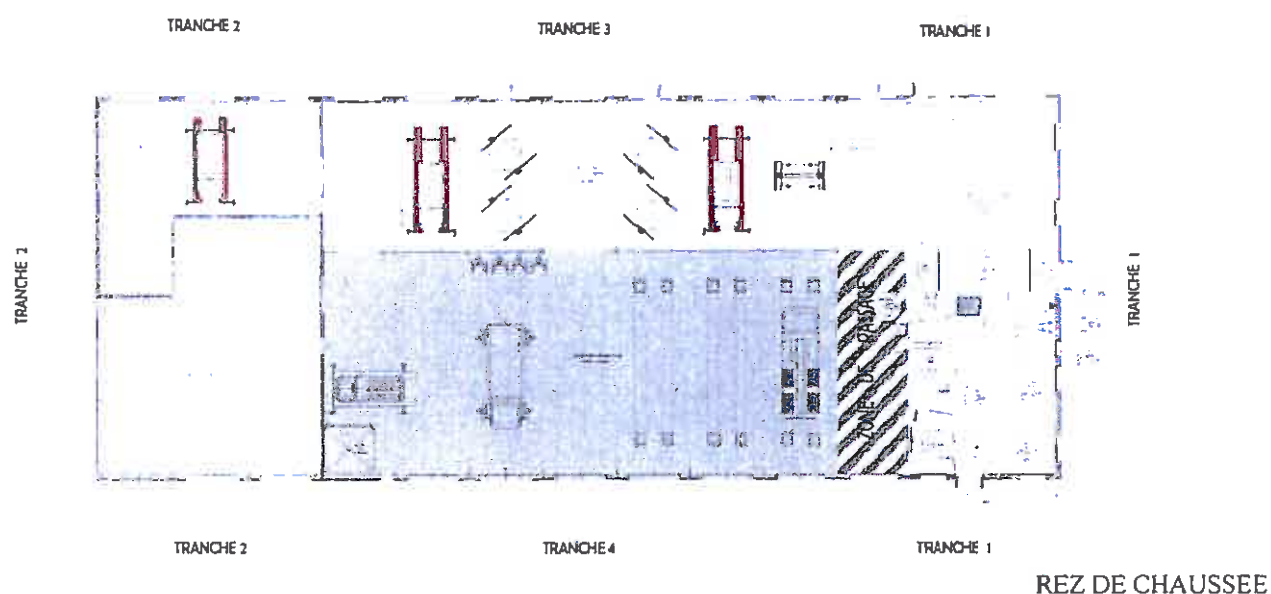 TRANCHE 2
TRANCHE 3
TRANCHE 1
TRANCHE 2
TRANCHE 1
ZONE DE PASSAGE
TRANCHE 2
TRANCHE 4
TRANCHE 1
REZ DE CHAUSSEE